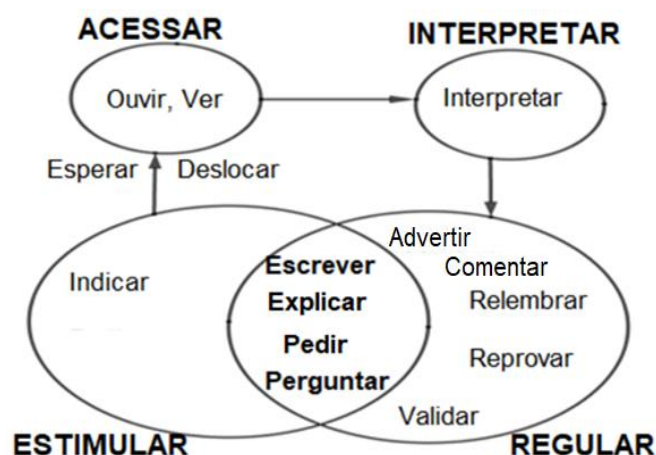 ACESSAR
INTERPRETAR
Ouvir, Ver
Interpretar
Esperar
Deslocar
Advertir
Comentar
Indicar
Escrever
Explicar
Pedir
Perguntar
Relembrar
Reprovar
Validar
ESTIMULAR
REGULAR